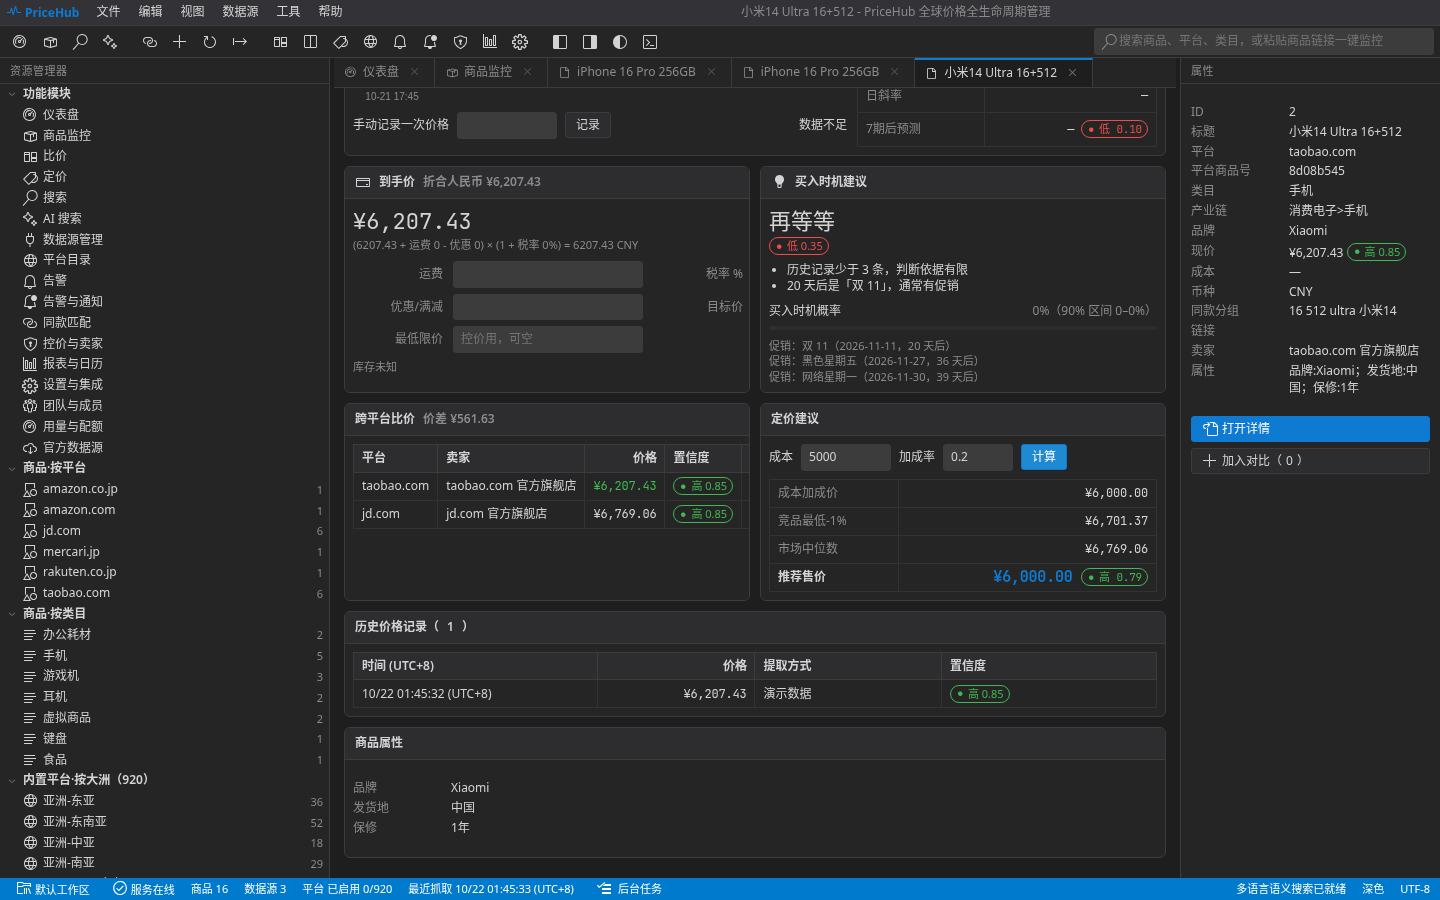 PriceHub 文件 编辑 视图 数据源 工具 帮助 小米14 Ultra 16+512 - PriceHub 全球价格全生命周期管理
搜索商品、平台、类目，或粘贴商品链接一键监控
资源管理器
功能模块
仪表盘
商品监控
比价
定价
搜索
AI 搜索
数据源管理
平台目录
告警
告警与通知
同款匹配
控价与卖家
报表与日历
设置与集成
团队与成员
用量与配额
官方数据源
商品·按平台
amazon.co.jp 1
amazon.com 1
jd.com 6
mercari.jp 1
rakuten.co.jp 1
taobao.com 6
商品·按类目
办公耗材 2
手机 5
游戏机 3
耳机 2
虚拟商品 2
键盘 1
食品 1
内置平台·按大洲（920）
亚洲-东亚 36
亚洲-东南亚 52
亚洲-中亚 18
亚洲-南亚 29
仪表盘 商品监控 iPhone 16 Pro 256GB iPhone 16 Pro 256GB 小米14 Ultra 16+512
10-21 17:45
手动记录一次价格 记录 数据不足
日斜率 —
7期后预测 — 低 0.10
到手价 折合人民币 ¥6,207.43
¥6,207.43
(6207.43 + 运费 0 - 优惠 0) × (1 + 税率 0%) = 6207.43 CNY
运费 税率 %
优惠/满减 目标价
最低限价 控价用，可空
库存未知
买入时机建议
再等等
低 0.35
• 历史记录少于 3 条，判断依据有限
• 20 天后是「双 11」，通常有促销
买入时机概率 0%（90% 区间 0–0%）
促销：双 11（2026-11-11，20 天后）
促销：黑色星期五（2026-11-27，36 天后）
促销：网络星期一（2026-11-30，39 天后）
跨平台比价 价差 ¥561.63
平台 卖家 价格 置信度
taobao.com taobao.com 官方旗舰店 ¥6,207.43 高 0.85
jd.com jd.com 官方旗舰店 ¥6,769.06 高 0.85
定价建议
成本 5000 加成率 0.2 计算
成本加成价 ¥6,000.00
竞品最低-1% ¥6,701.37
市场中位数 ¥6,769.06
推荐售价 ¥6,000.00 高 0.79
历史价格记录（ 1 ）
时间 (UTC+8) 价格 提取方式 置信度
10/22 01:45:32 (UTC+8) ¥6,207.43 演示数据 高 0.85
商品属性
品牌 Xiaomi
发货地 中国
保修 1年
属性
ID 2
标题 小米14 Ultra 16+512
平台 taobao.com
平台商品号 8d08b545
类目 手机
产业链 消费电子>手机
品牌 Xiaomi
现价 ¥6,207.43 高 0.85
成本 —
币种 CNY
同款分组 16 512 ultra 小米14
链接
卖家 taobao.com 官方旗舰店
属性 品牌:Xiaomi；发货地:中
国；保修:1年
打开详情
加入对比（ 0 ）
默认工作区 服务在线 商品 16 数据源 3 平台 已启用 0/920 最近抓取 10/22 01:45:33 (UTC+8) 后台任务 多语言语义搜索已就绪 深色 UTF-8